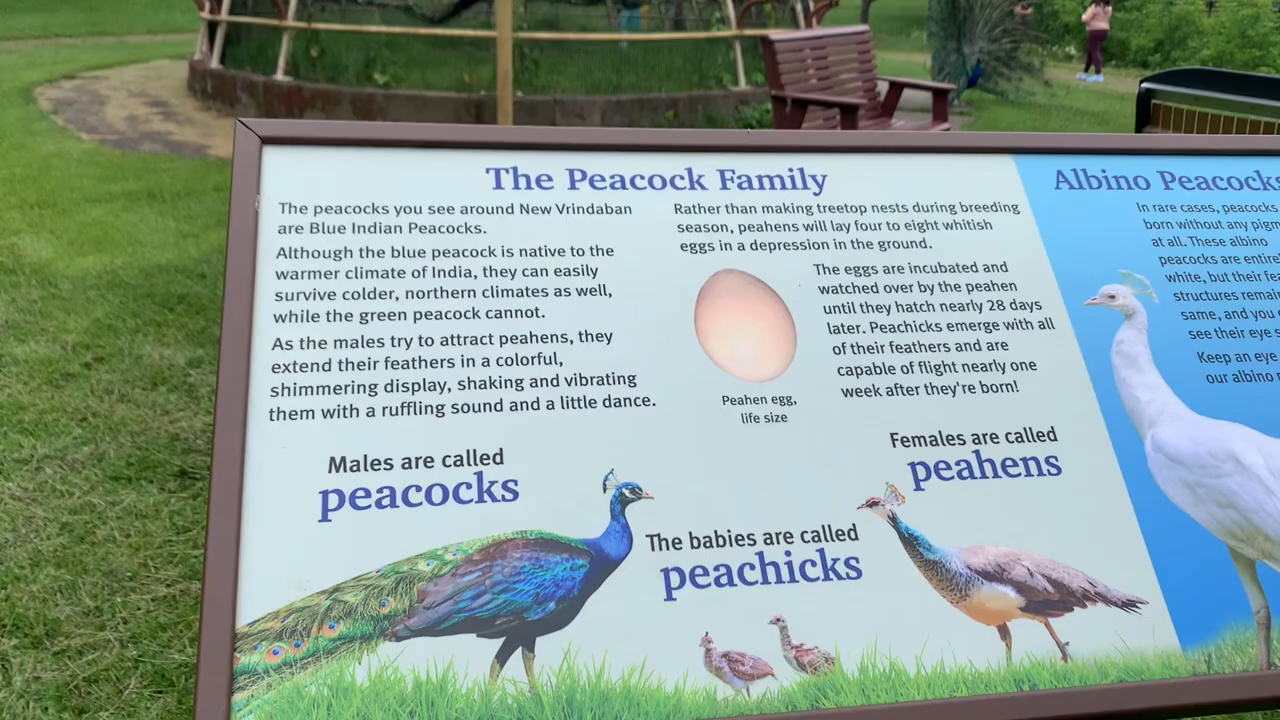 The Peacock Family
The peacocks you see around New Vrindaban
are Blue Indian Peacocks.
Although the blue peacock is native to the
warmer climate of India, they can easily
survive colder, northern climates as well,
while the green peacock cannot.
As the males try to attract peahens, they
extend their feathers in a colorful,
shimmering display, shaking and vibrating
them with a ruffling sound and a little dance.
Rather than making treetop nests during breeding
season, peahens will lay four to eight whitish
eggs in a depression in the ground.
The eggs are incubated and
watched over by the peahen
until they hatch nearly 28 days
later. Peachicks emerge with all
of their feathers and are
capable of flight nearly one
week after they're born!
Peahen egg,
life size
Males are called
peacocks
The babies are called
peachicks
Females are called
peahens
Albino Peacocks
In rare cases, peacocks
born without any
at all. These albino
peacocks are
white, but their
structures
same, and you
see their eye
Keep an eye
our albino